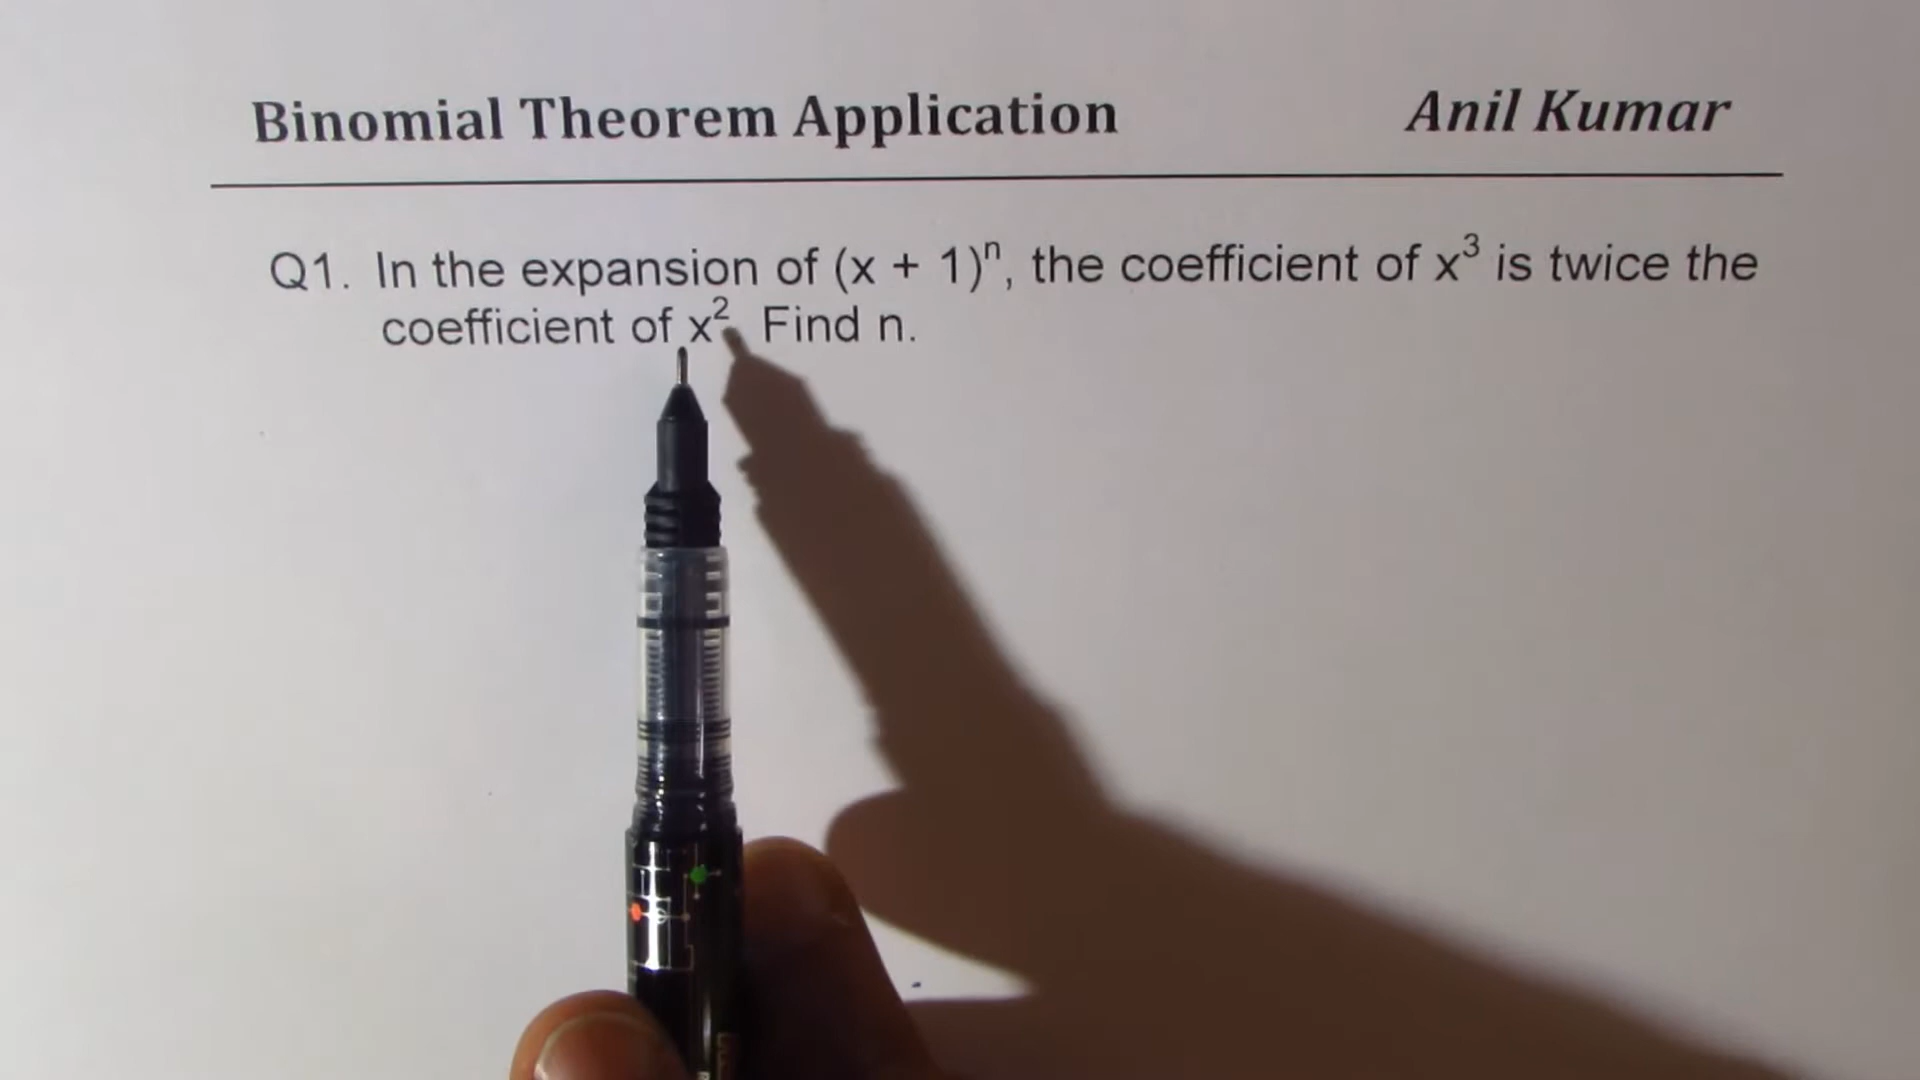 Binomial Theorem Application Anil Kumar
Q1. In the expansion of (x + 1)ⁿ, the coefficient of x³ is twice the
coefficient of x² Find n.